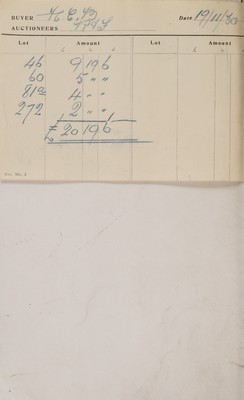 BUYER
Date 19/11/30
AUCTIONEERS
Lot Amount Lot Amount
£ s d £ s
46 9 19 6
60 5 " "
81a 4 " "
272 2 " "
£ 20 19 6